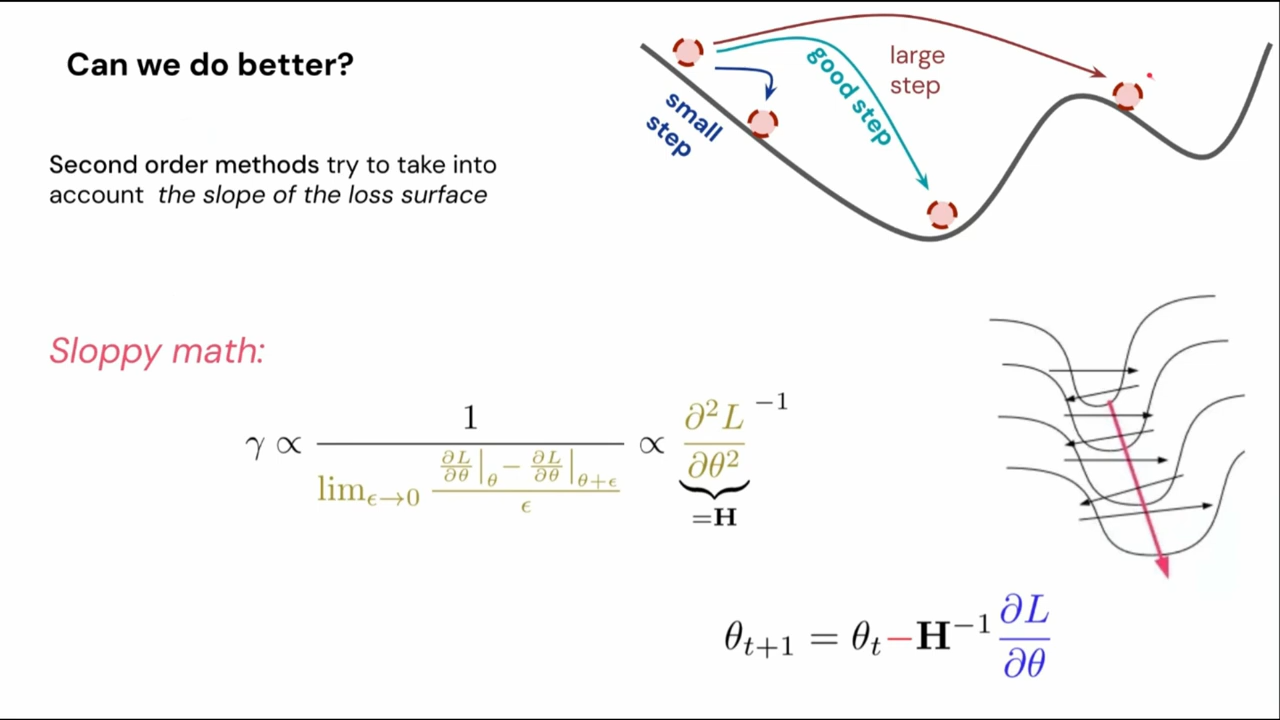 Can we do better?
large
step
good step
small
step
Second order methods try to take into
account the slope of the loss surface
Sloppy math:
γ ∝ 1 / (lim_{ϵ→0} (∂L/∂θ|_θ − ∂L/∂θ|_{θ+ϵ}) / ϵ) ∝ ∂²L/∂θ² ⁻¹
=H
θ_{t+1} = θ_t − H⁻¹ ∂L/∂θ